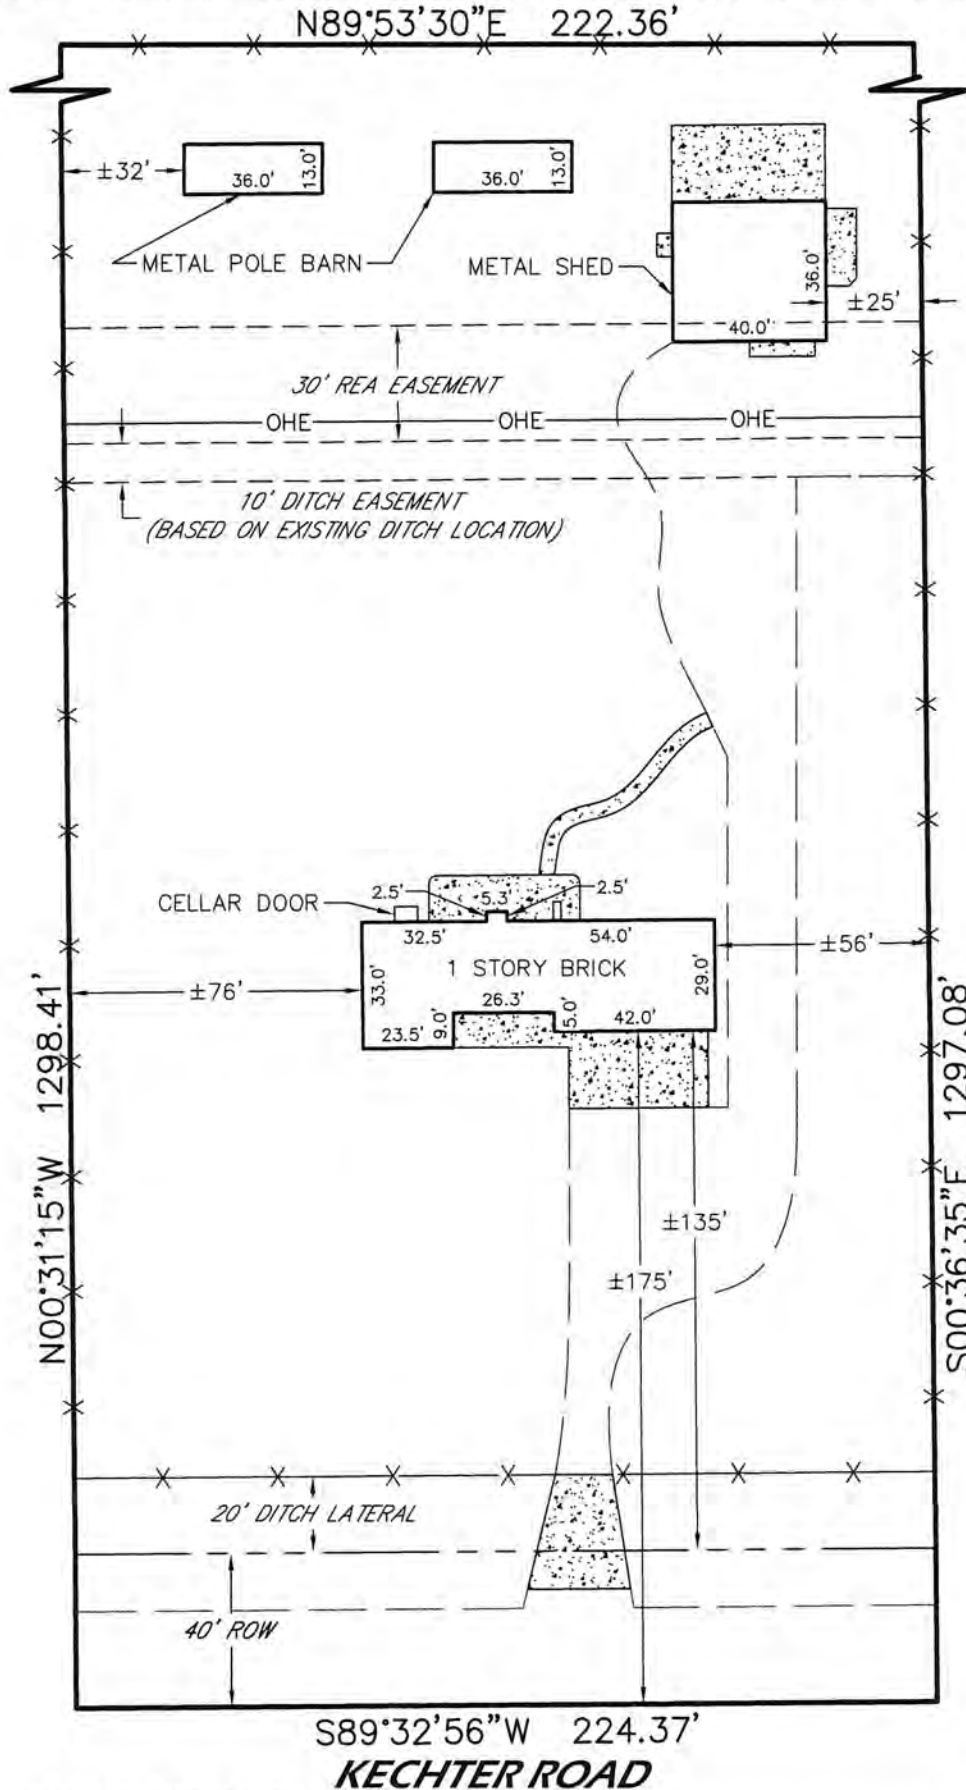 N89°53'30"E 222.36'
±32'
36.0'
13.0'
36.0'
13.0'
METAL POLE BARN
METAL SHED
36.0'
±25'
40.0'
30' REA EASEMENT
OHE OHE OHE
10' DITCH EASEMENT
(BASED ON EXISTING DITCH LOCATION)
CELLAR DOOR
2.5'
5.3'
2.5'
32.5'
54.0'
±56'
1 STORY BRICK
±76'
33.0'
29.0'
26.3'
23.5'
9.0'
5.0'
42.0'
N00°31'15"W 1298.41'
S00°36'35"E 1297.08'
±135'
±175'
20' DITCH LATERAL
40' ROW
S89°32'56"W 224.37'
KECHTER ROAD